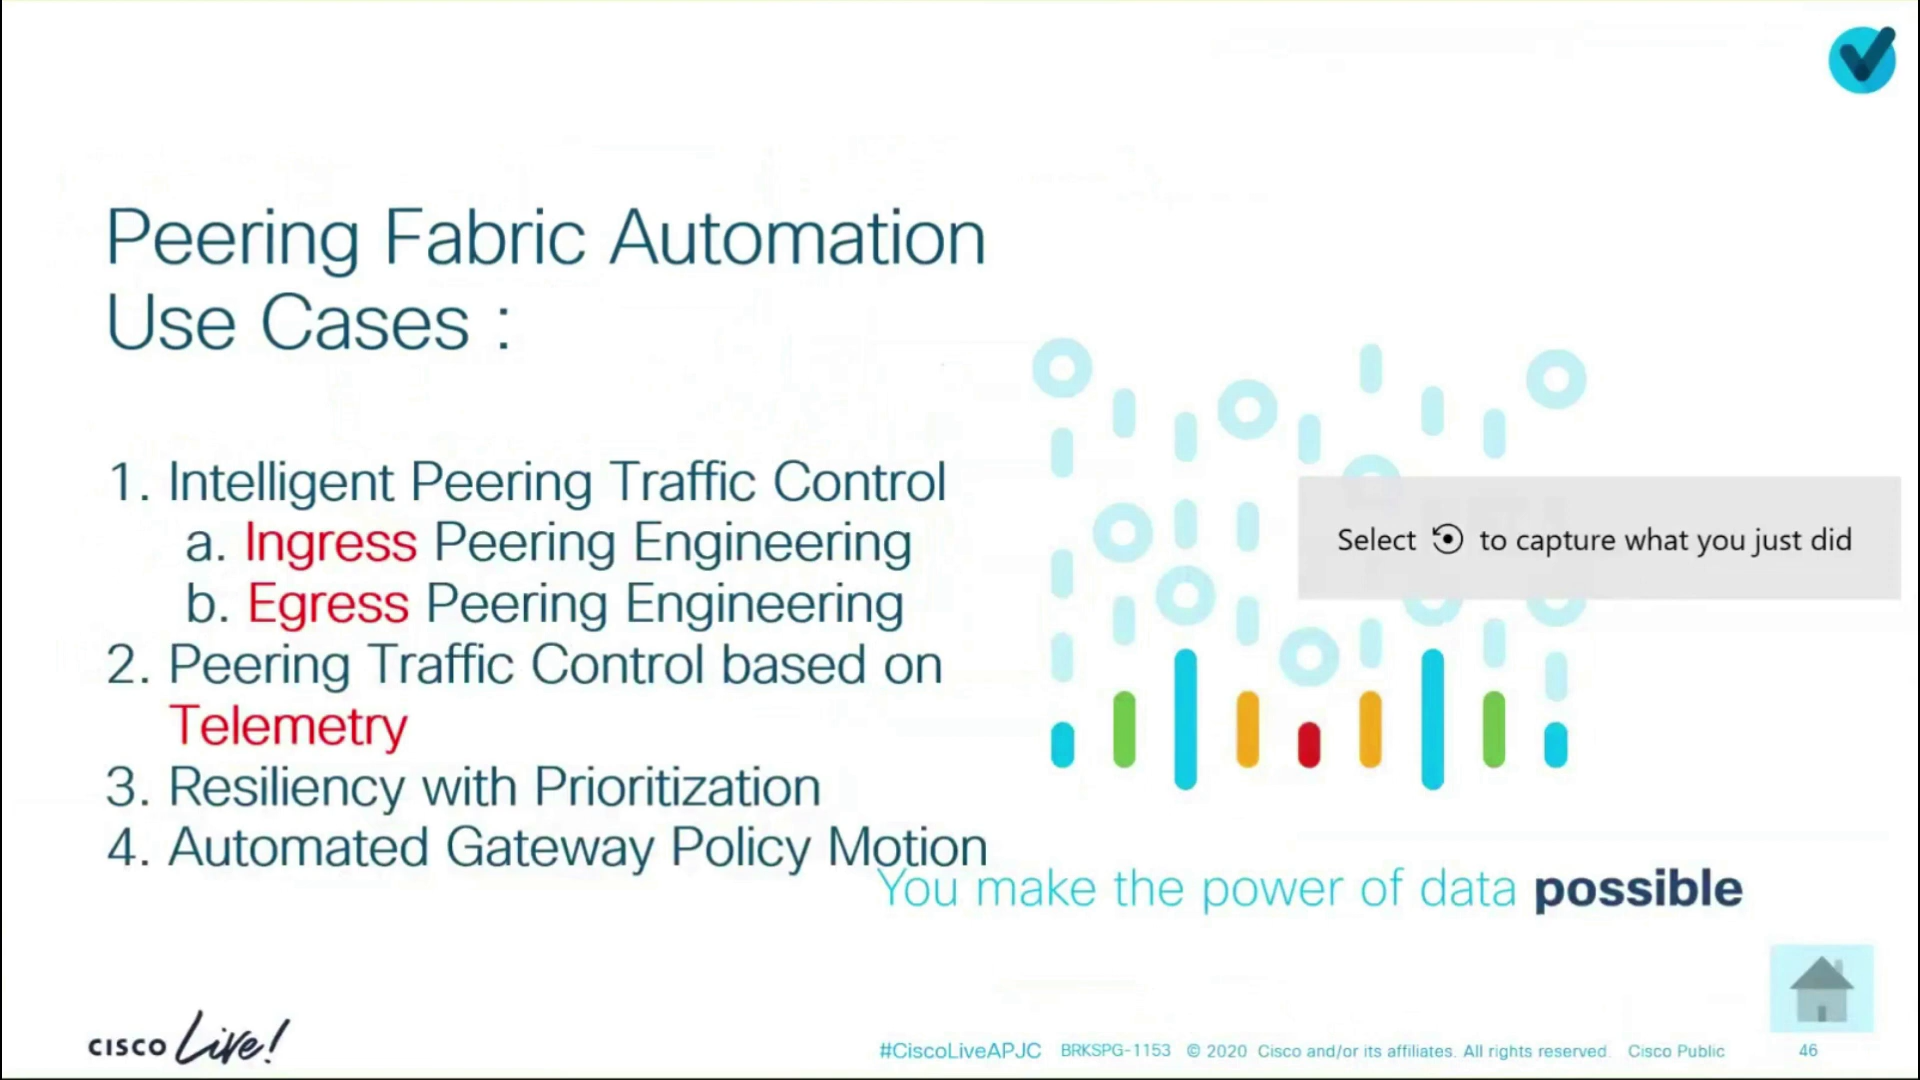 Peering Fabric Automation
Use Cases :
1. Intelligent Peering Traffic Control
a. Ingress Peering Engineering
b. Egress Peering Engineering
2. Peering Traffic Control based on
Telemetry
3. Resiliency with Prioritization
4. Automated Gateway Policy Motion
Select to capture what you just did
You make the power of data possible
CISCO Live!
#CiscoLiveAPJC BRKSPG-1153 © 2020 Cisco and/or its affiliates. All rights reserved. Cisco Public 46